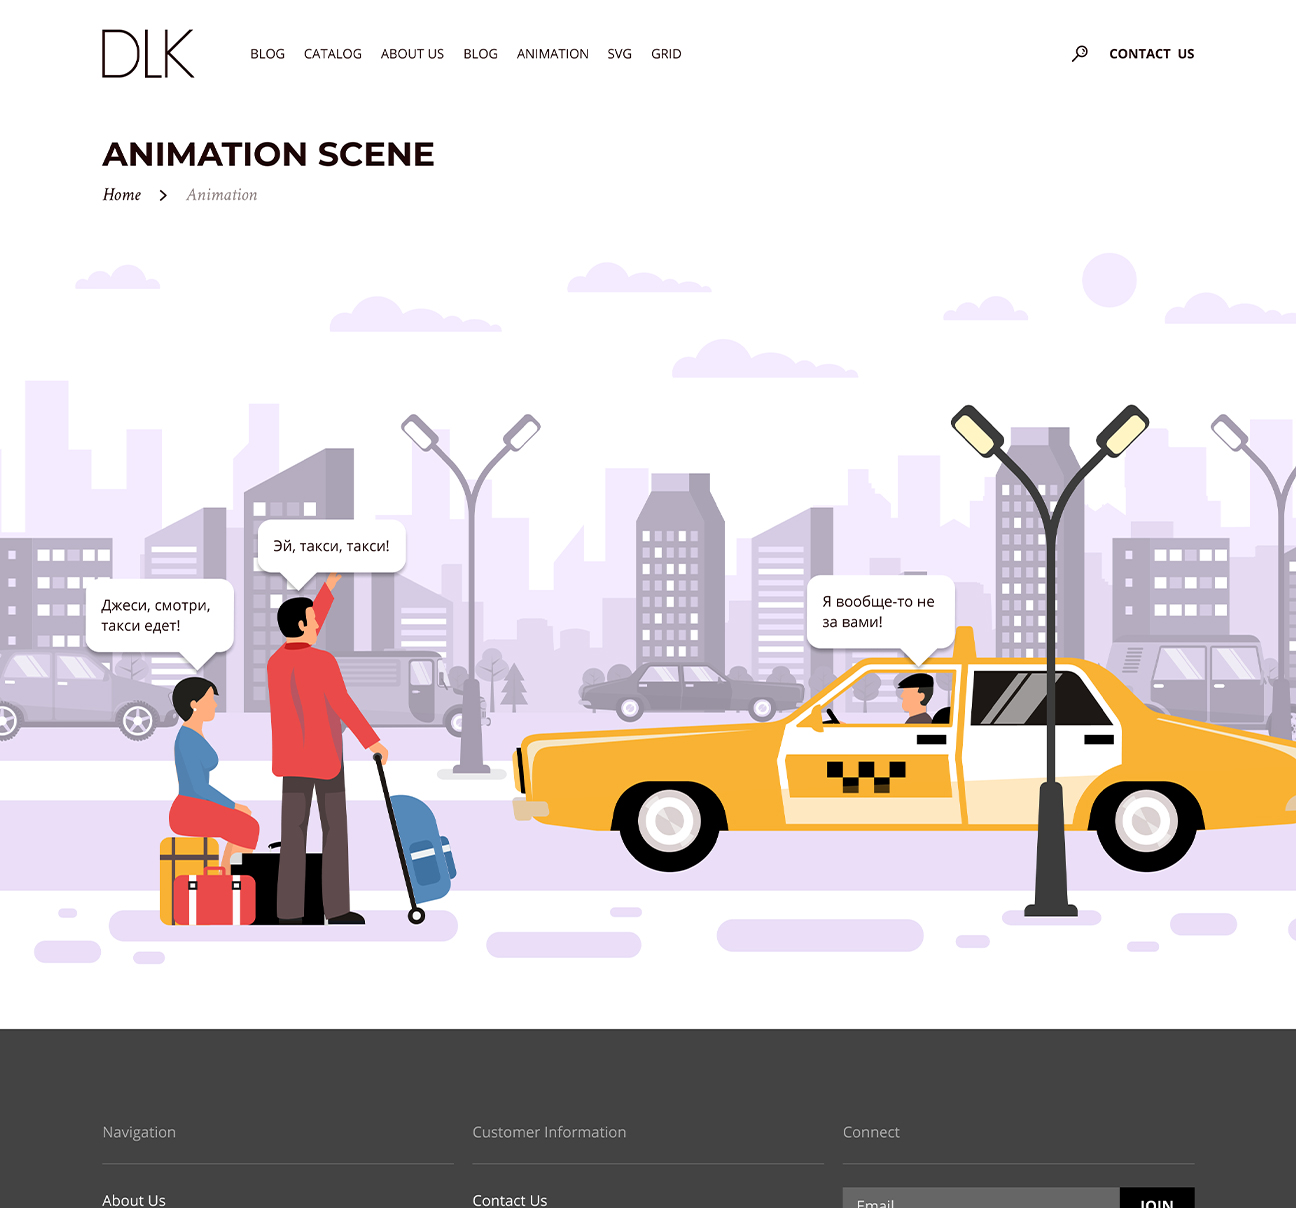 DLK
BLOG CATALOG ABOUT US BLOG ANIMATION SVG GRID
CONTACT US
ANIMATION SCENE
Home > Animation
Эй, такси, такси!
Джеси, смотри,
такси едет!
Я вообще-то не
за вами!
Navigation
Customer Information
Connect
About Us
Contact Us
Email
JOIN